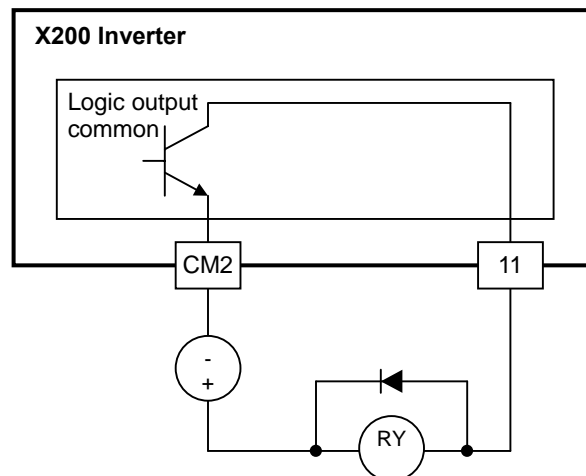 X200 Inverter
Logic output
common
CM2
11
-
+
RY